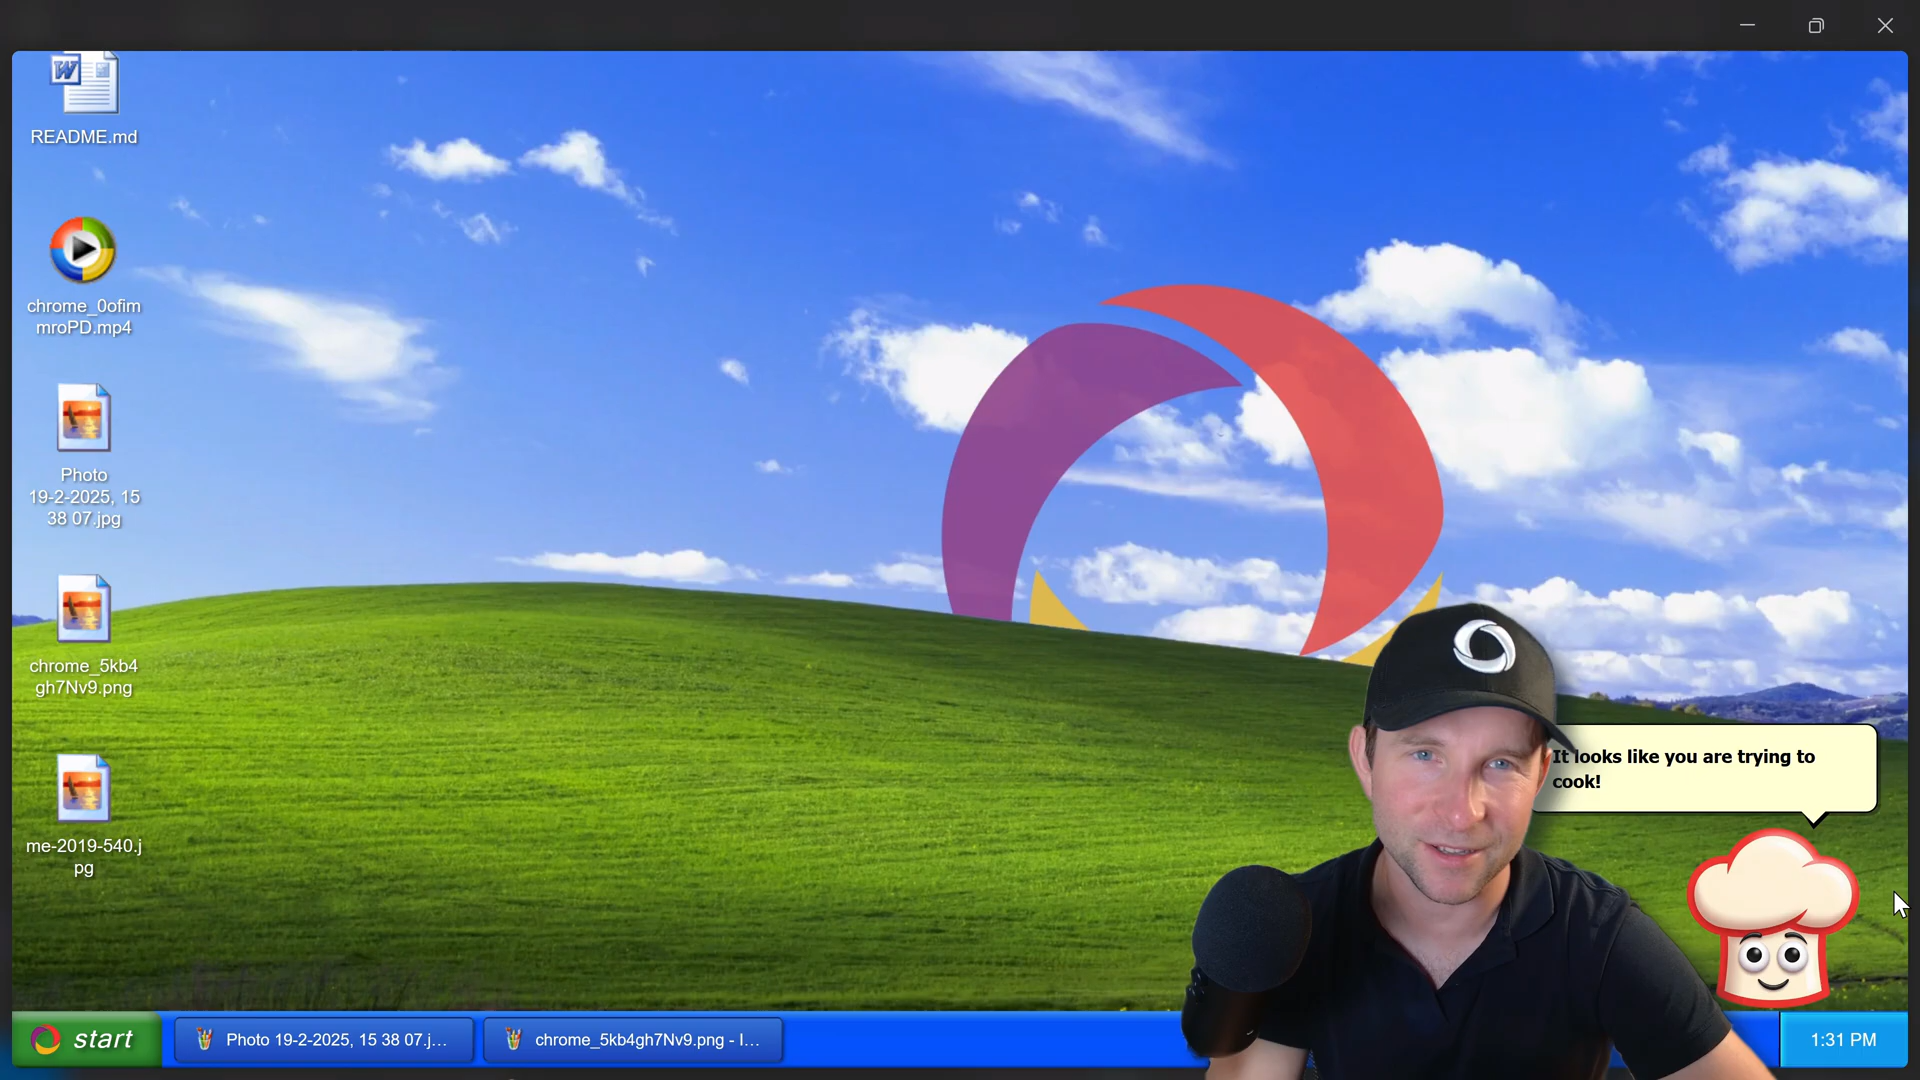 README.md
chrome_0ofim
mroPD.mp4
Photo
19-2-2025, 15
38 07.jpg
chrome_5kb4
gh7Nv9.png
me-2019-540.j
pg
It looks like you are trying to
cook!
start
Photo 19-2-2025, 15 38 07.j...
chrome_5kb4gh7Nv9.png - I...
1:31 PM